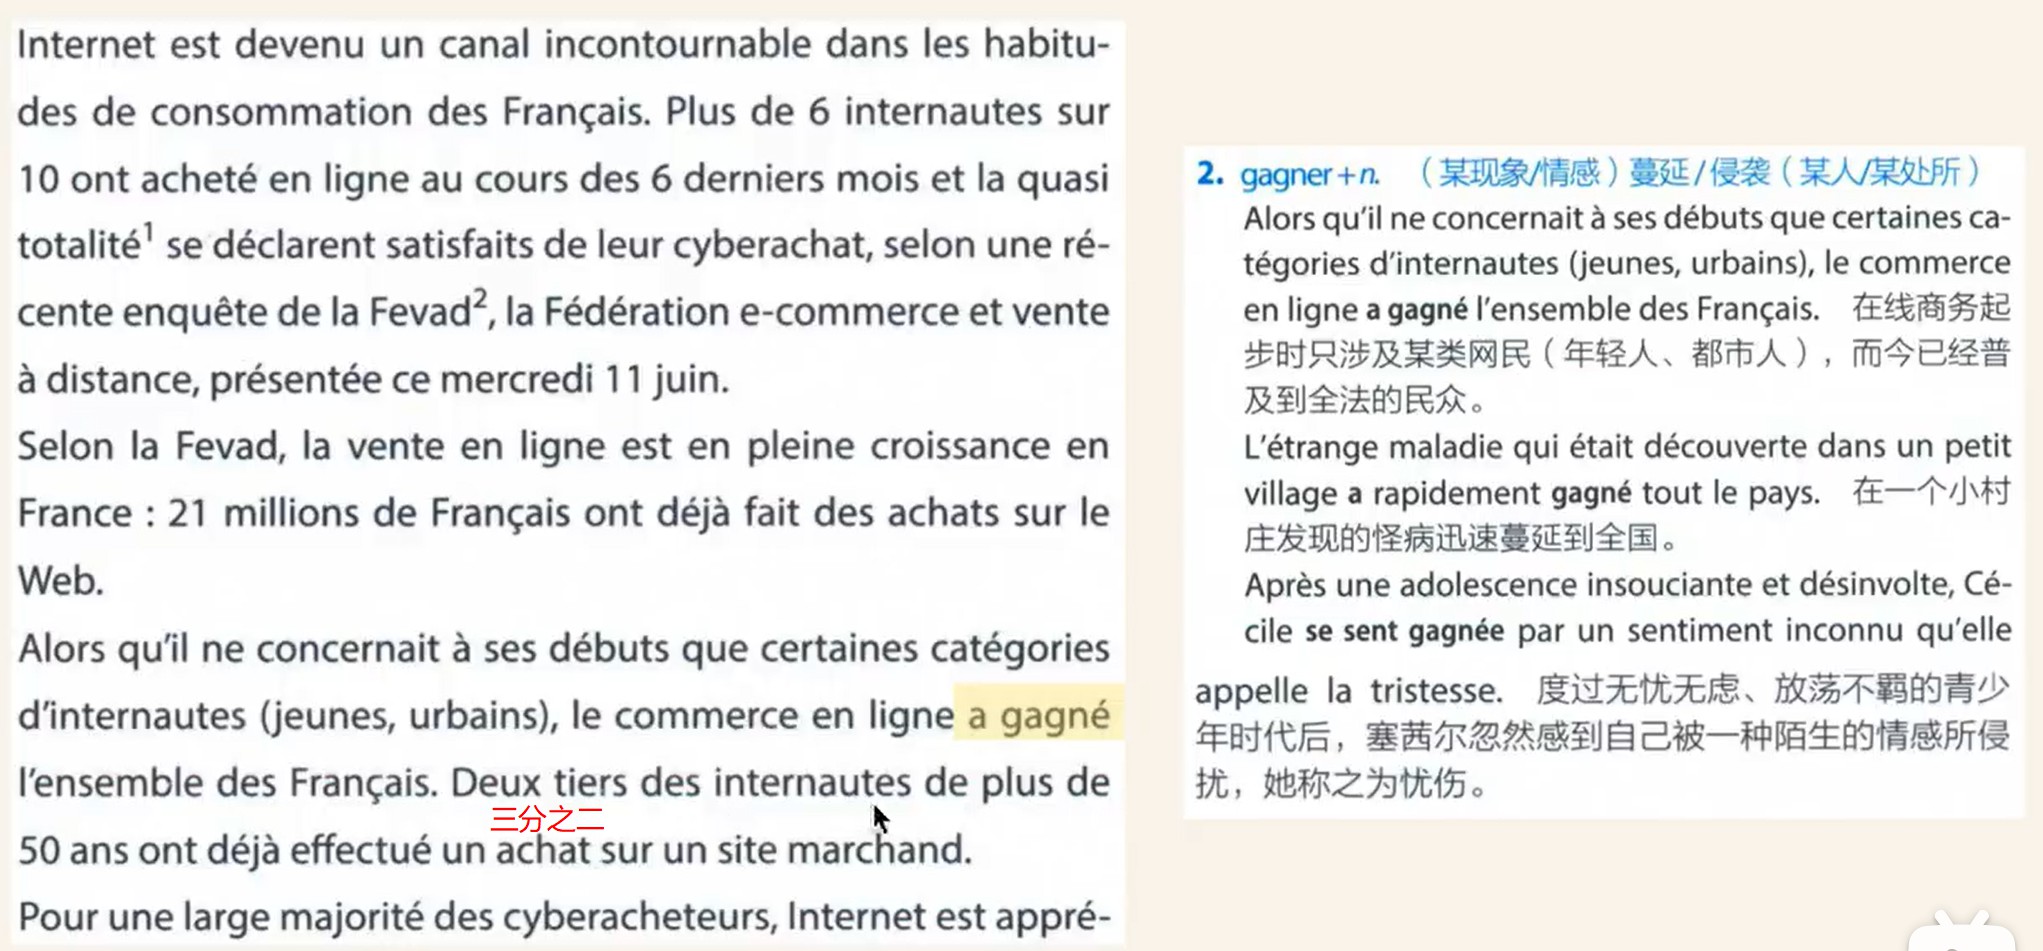 Internet est devenu un canal incontournable dans les habitu-
des de consommation des Français. Plus de 6 internautes sur
10 ont acheté en ligne au cours des 6 derniers mois et la quasi
totalité¹ se déclarent satisfaits de leur cyberachat, selon une ré-
cente enquête de la Fevad², la Fédération e-commerce et vente
à distance, présentée ce mercredi 11 juin.
Selon la Fevad, la vente en ligne est en pleine croissance en
France : 21 millions de Français ont déjà fait des achats sur le
Web.
Alors qu'il ne concernait à ses débuts que certaines catégories
d'internautes (jeunes, urbains), le commerce en ligne a gagné
l'ensemble des Français. Deux tiers des internautes de plus de
三分之二
50 ans ont déjà effectué un achat sur un site marchand.
Pour une large majorité des cyberacheteurs, Internet est appré-
2. gagner+n. （某现象/情感）蔓延/侵袭（某人/某处所）
Alors qu'il ne concernait à ses débuts que certaines ca-
tégories d'internautes (jeunes, urbains), le commerce
en ligne a gagné l'ensemble des Français. 在线商务起
步时只涉及某类网民（年轻人、都市人），而今已经普
及到全法的民众。
L'étrange maladie qui était découverte dans un petit
village a rapidement gagné tout le pays. 在一个小村
庄发现的怪病迅速蔓延到全国。
Après une adolescence insouciante et désinvolte, Cé-
cile se sent gagnée par un sentiment inconnu qu'elle
appelle la tristesse. 度过无忧无虑、放荡不羁的青少
年时代后，塞茜尔忽然感到自己被一种陌生的情感所侵
扰，她称之为忧伤。